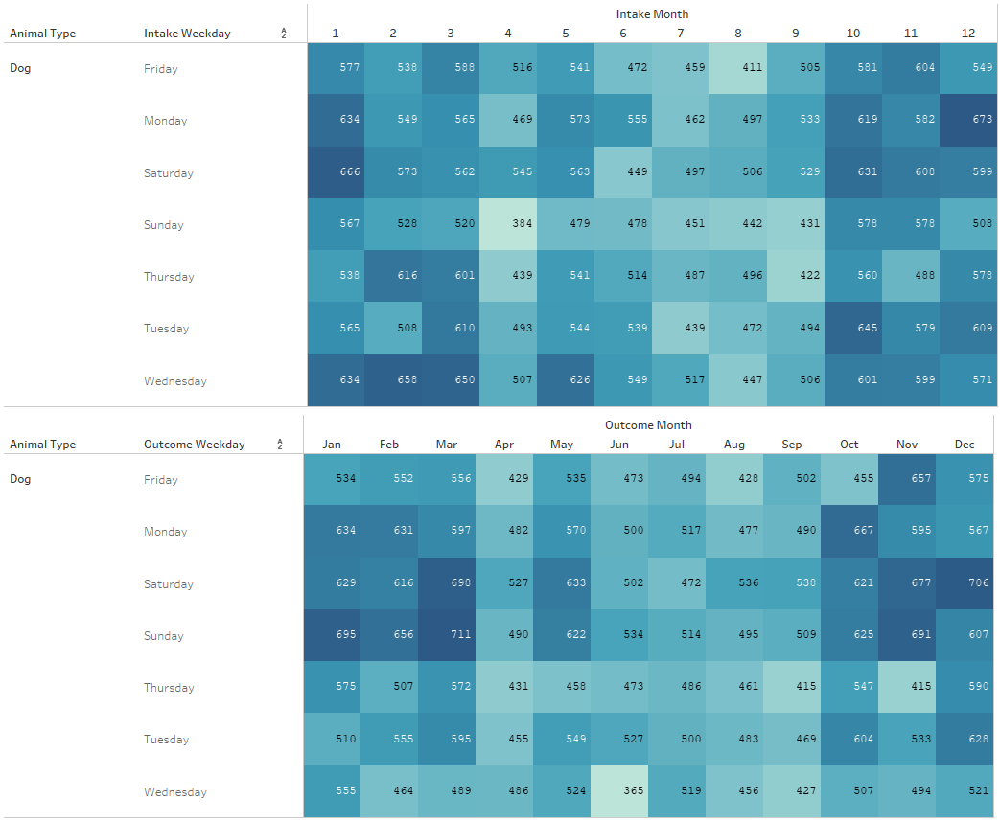 Intake Month
Animal Type Intake Weekday 1 2 3 4 5 6 7 8 9 10 11 12
Dog Friday 577 538 588 516 541 472 459 411 505 581 604 549
Monday 634 549 565 469 573 555 462 497 533 619 582 673
Saturday 666 573 562 545 563 449 497 506 529 631 608 599
Sunday 567 528 520 384 479 478 451 442 431 578 578 508
Thursday 538 616 601 439 541 514 487 496 422 560 488 578
Tuesday 565 508 610 493 544 539 439 472 494 645 579 609
Wednesday 634 658 650 507 626 549 517 447 506 601 599 571
Outcome Month
Animal Type Outcome Weekday Jan Feb Mar Apr May Jun Jul Aug Sep Oct Nov Dec
Dog Friday 534 552 556 429 535 473 494 428 502 455 657 575
Monday 634 631 597 482 570 500 517 477 490 667 595 567
Saturday 629 616 698 527 633 502 472 536 538 621 677 706
Sunday 695 656 711 490 622 534 514 495 509 625 691 607
Thursday 575 507 572 431 458 473 486 461 415 547 415 590
Tuesday 510 555 595 455 549 527 500 483 469 604 533 628
Wednesday 555 464 489 486 524 365 519 456 427 507 494 521